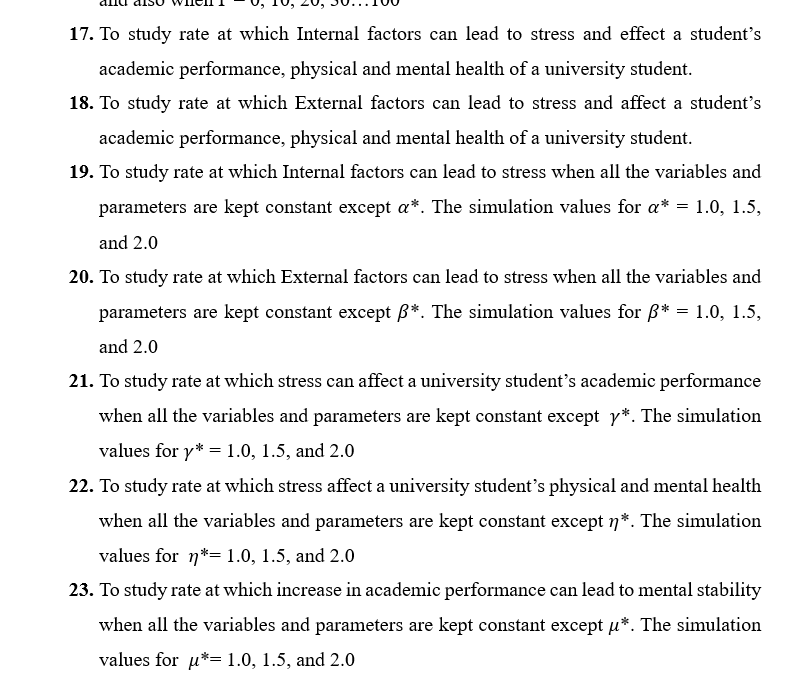 and also when T = 0, 10, 20, 30…100
17. To study rate at which Internal factors can lead to stress and effect a student’s
academic performance, physical and mental health of a university student.
18. To study rate at which External factors can lead to stress and affect a student’s
academic performance, physical and mental health of a university student.
19. To study rate at which Internal factors can lead to stress when all the variables and
parameters are kept constant except α*. The simulation values for α* = 1.0, 1.5,
and 2.0
20. To study rate at which External factors can lead to stress when all the variables and
parameters are kept constant except β*. The simulation values for β* = 1.0, 1.5,
and 2.0
21. To study rate at which stress can affect a university student’s academic performance
when all the variables and parameters are kept constant except γ*. The simulation
values for γ* = 1.0, 1.5, and 2.0
22. To study rate at which stress affect a university student’s physical and mental health
when all the variables and parameters are kept constant except η*. The simulation
values for η*= 1.0, 1.5, and 2.0
23. To study rate at which increase in academic performance can lead to mental stability
when all the variables and parameters are kept constant except μ*. The simulation
values for μ*= 1.0, 1.5, and 2.0